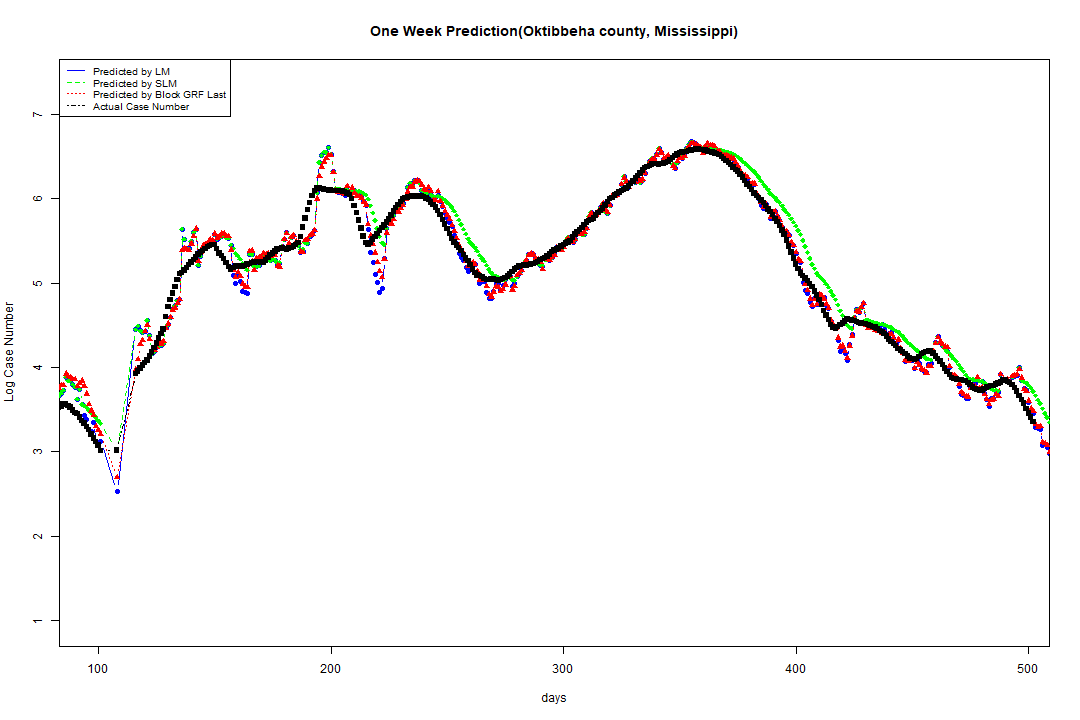 One Week Prediction(Oktibbeha county, Mississippi)
Predicted by LM
Predicted by SLM
Predicted by Block GRF Last
Actual Case Number
Log Case Number
7
6
5
4
3
2
1
100 200 300 400 500
days